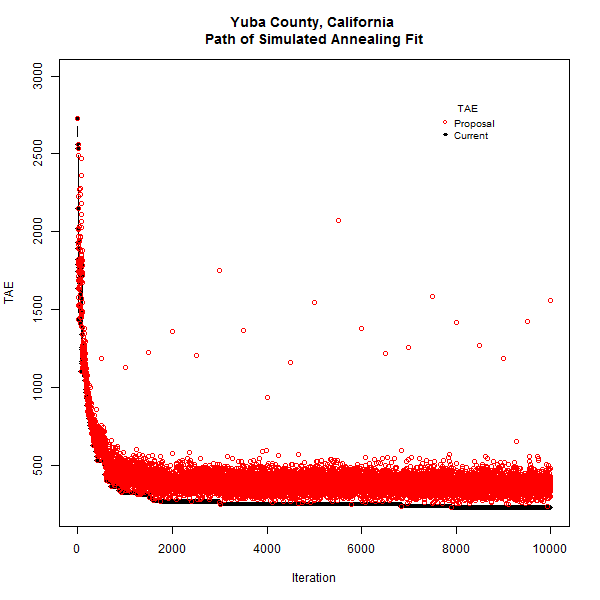 Yuba County, California
Path of Simulated Annealing Fit
3000
2500
2000
1500
1000
500
TAE
TAE
Proposal
Current
0 2000 4000 6000 8000 10000
Iteration